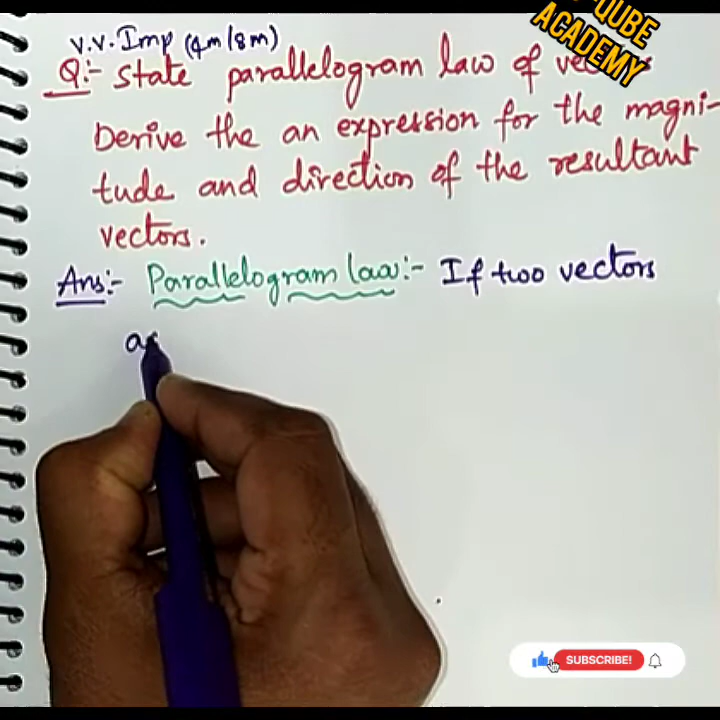 V.V. Imp (4m/8m)
QUBE
ACADEMY
Q:- State parallelogram law of
Derive the an expression for the magni-
tude and direction of the resultant
vectors.
Ans:- Parallelogram law:- If two vectors
SUBSCRIBE!